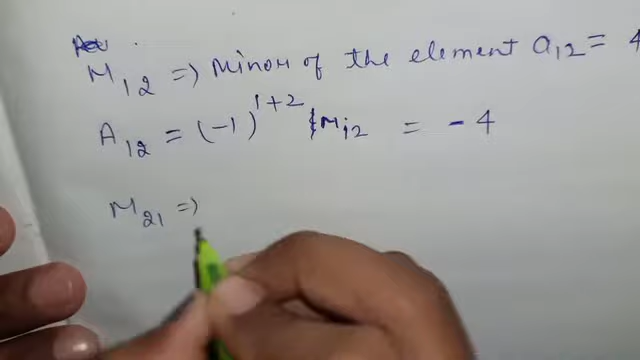 M12 => Minor of the element a12 = 4
A12 = (-1)^1+2 M12 = -4
M21 =>